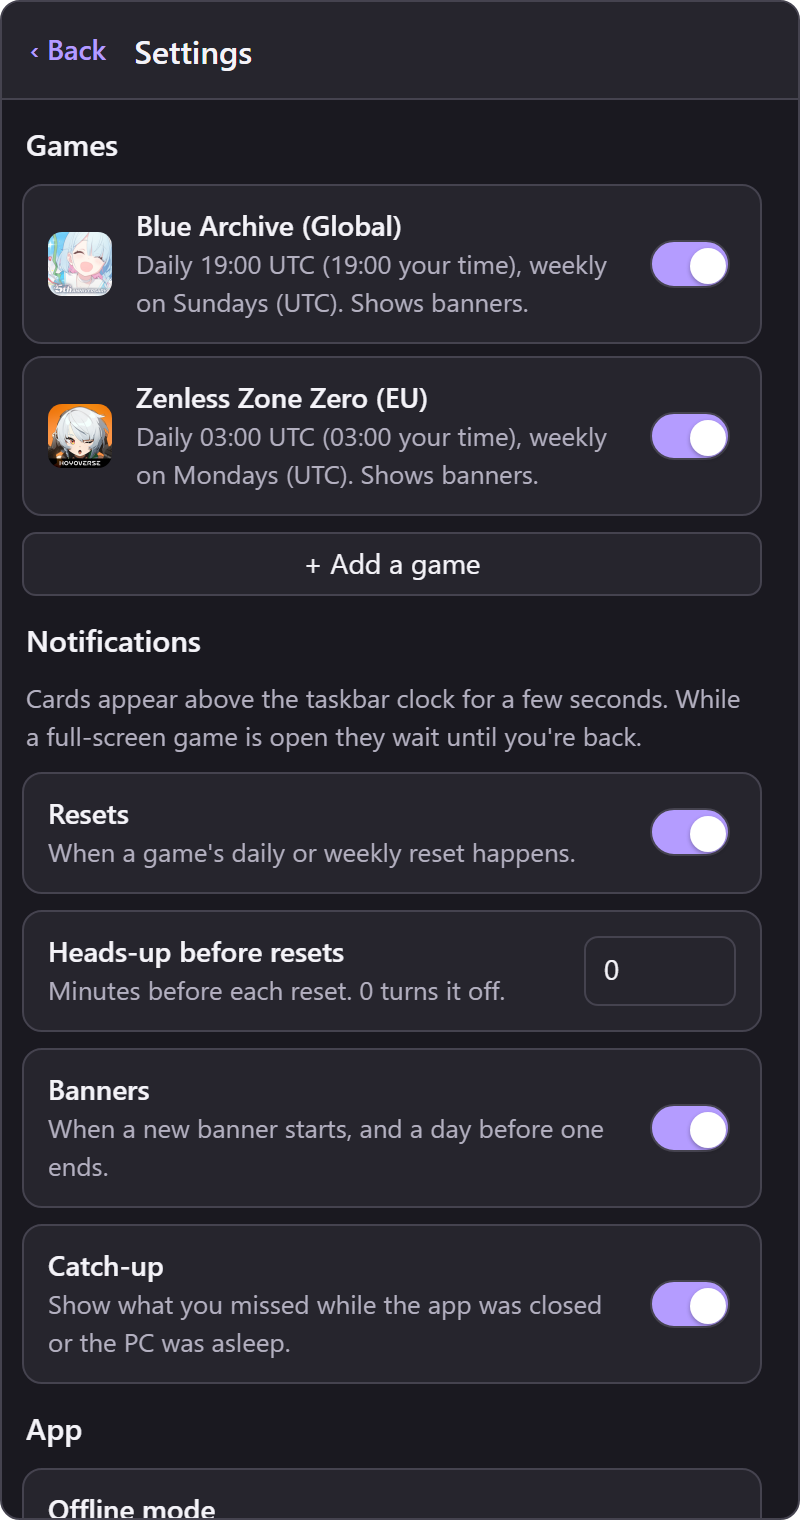 ‹ Back Settings
Games
Blue Archive (Global)
Daily 19:00 UTC (19:00 your time), weekly
on Sundays (UTC). Shows banners.
5th
Zenless Zone Zero (EU)
Daily 03:00 UTC (03:00 your time), weekly
on Mondays (UTC). Shows banners.
HOYOVERSE
+ Add a game
Notifications
Cards appear above the taskbar clock for a few seconds. While
a full-screen game is open they wait until you're back.
Resets
When a game's daily or weekly reset happens.
Heads-up before resets
Minutes before each reset. 0 turns it off.
0
Banners
When a new banner starts, and a day before one
ends.
Catch-up
Show what you missed while the app was closed
or the PC was asleep.
App
Offline mode